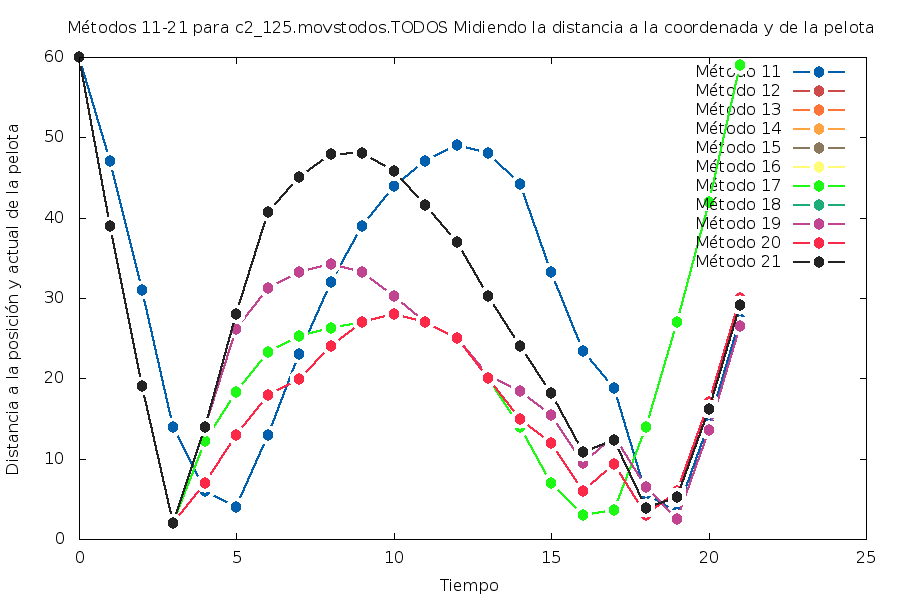 Métodos 11-21 para c2_125.movstodos.TODOS Midiendo la distancia a la coordenada y de la pelota
60
50
40
30
20
10
0
Distancia a la posición y actual de la pelota
Método 11
Método 12
Método 13
Método 14
Método 15
Método 16
Método 17
Método 18
Método 19
Método 20
Método 21
0 5 10 15 20 25
Tiempo